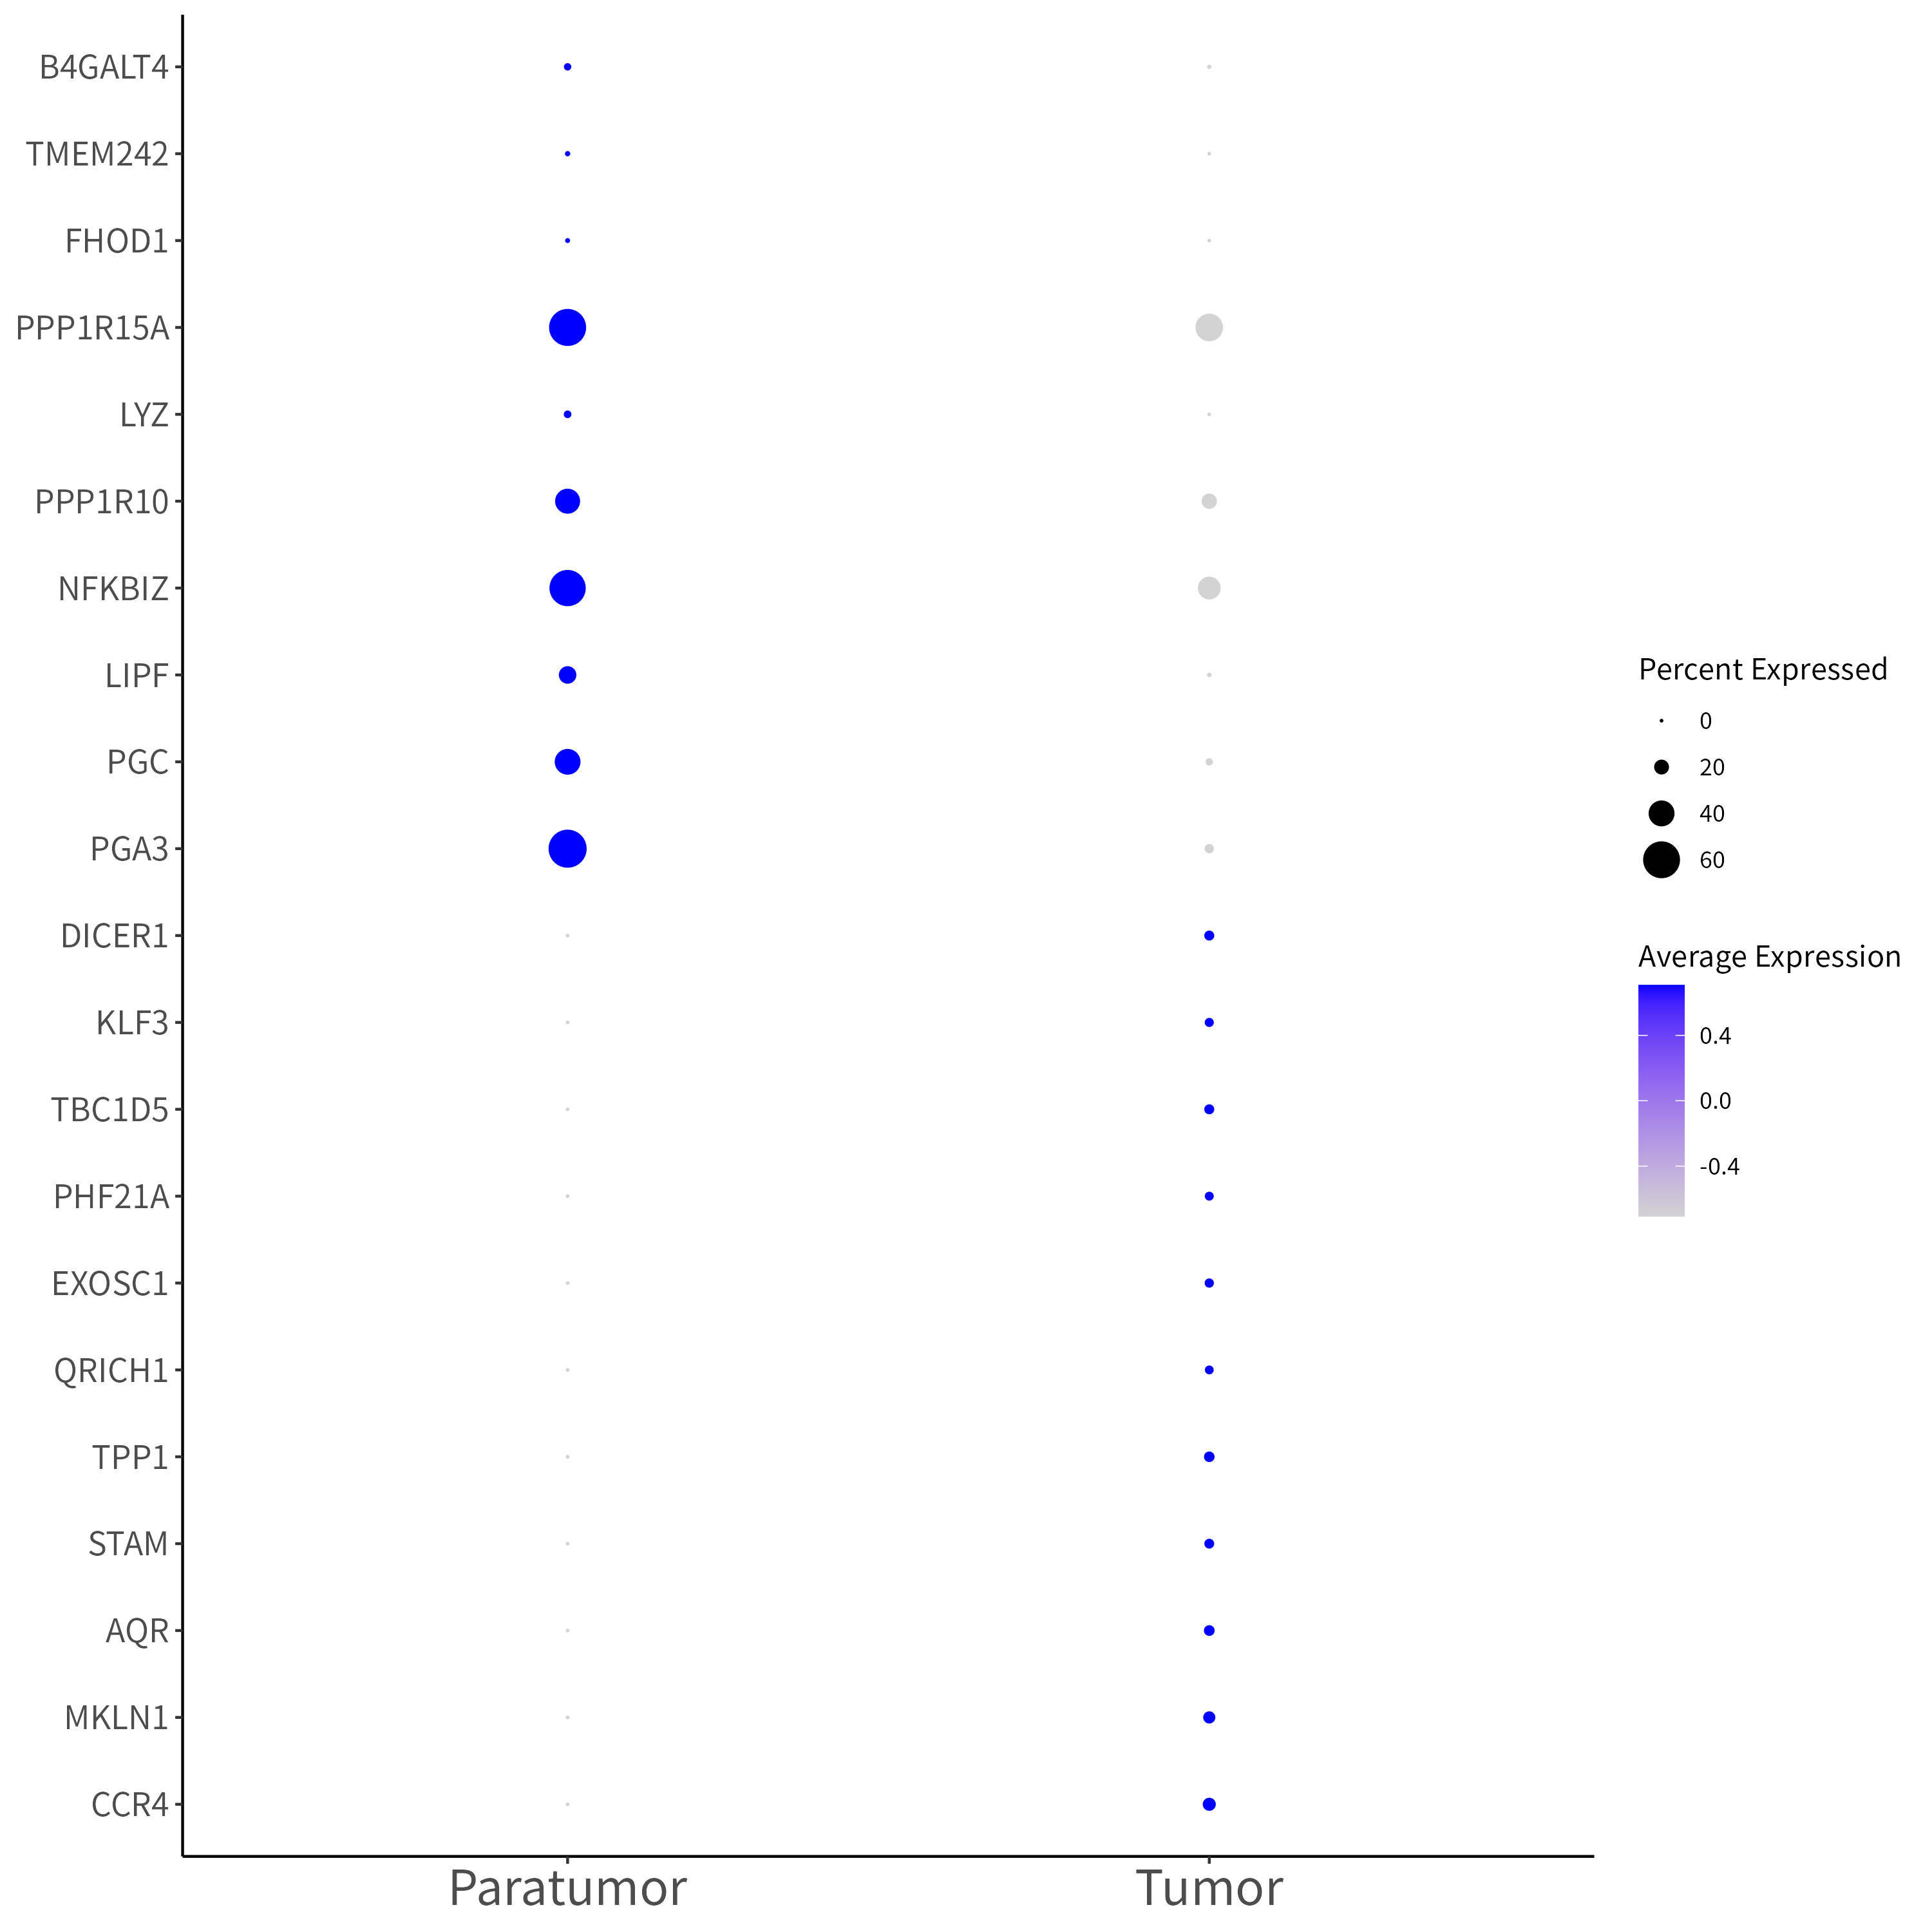 B4GALT4
TMEM242
FHOD1
PPP1R15A
LYZ
PPP1R10
NFKBIZ
LIPF
PGC
PGA3
DICER1
KLF3
TBC1D5
PHF21A
EXOSC1
QRICH1
TPP1
STAM
AQR
MKLN1
CCR4
Paratumor
Tumor
Percent Expressed
0
20
40
60
Average Expression
0.4
0.0
-0.4